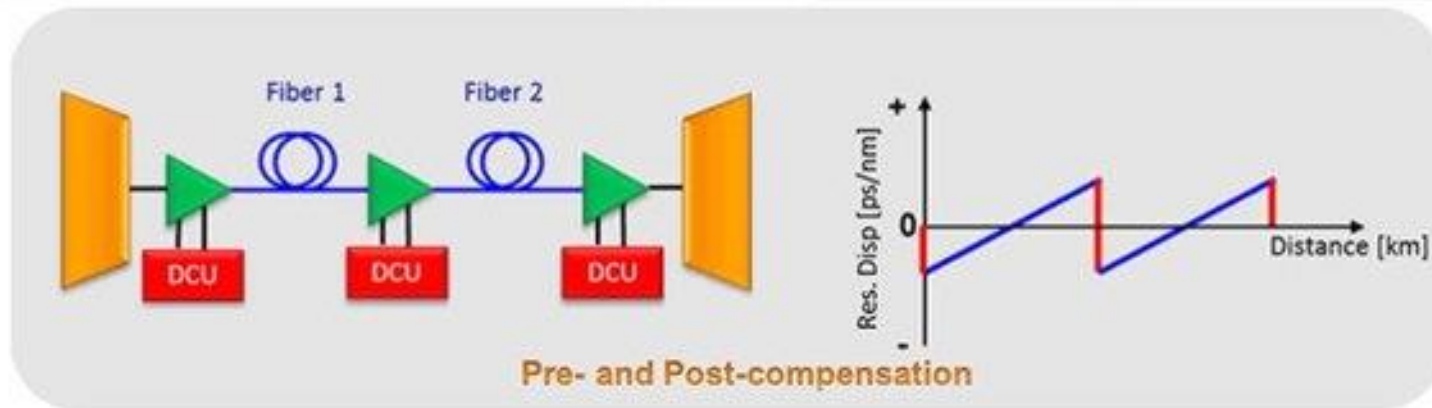 Fiber 1
Fiber 2
DCU
DCU
DCU
+
0
-
Res. Disp [ps/nm]
Distance [km]
Pre- and Post-compensation